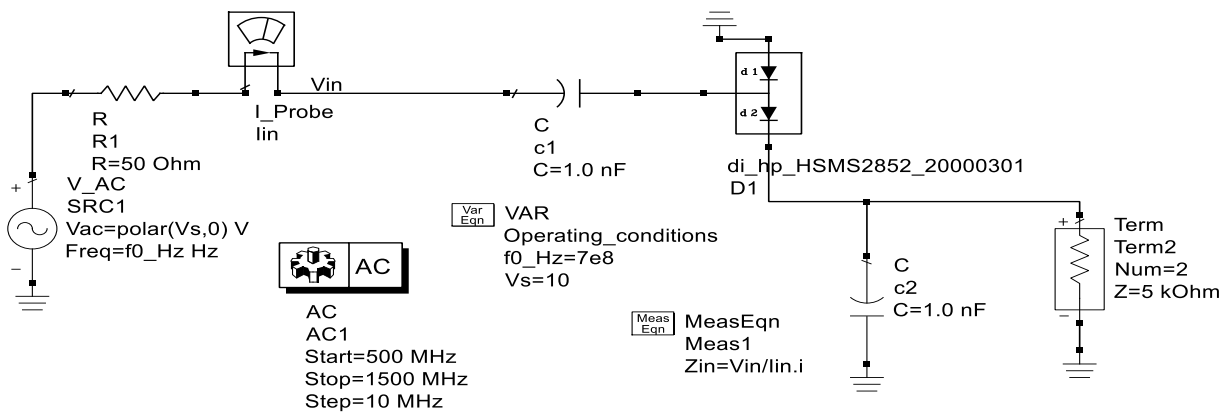 d 1
d 2
Vin
I_Probe
Iin
R
R1
R=50 Ohm
C
c1
C=1.0 nF
di_hp_HSMS2852_20000301
D1
+
V_AC
SRC1
Vac=polar(Vs,0) V
Freq=f0_Hz Hz
−
Var
Eqn
VAR
Operating_conditions
f0_Hz=7e8
Vs=10
AC
AC
AC1
Start=500 MHz
Stop=1500 MHz
Step=10 MHz
Meas
Eqn
MeasEqn
Meas1
Zin=Vin/Iin.i
C
c2
C=1.0 nF
+
Term
Term2
Num=2
Z=5 kOhm
−